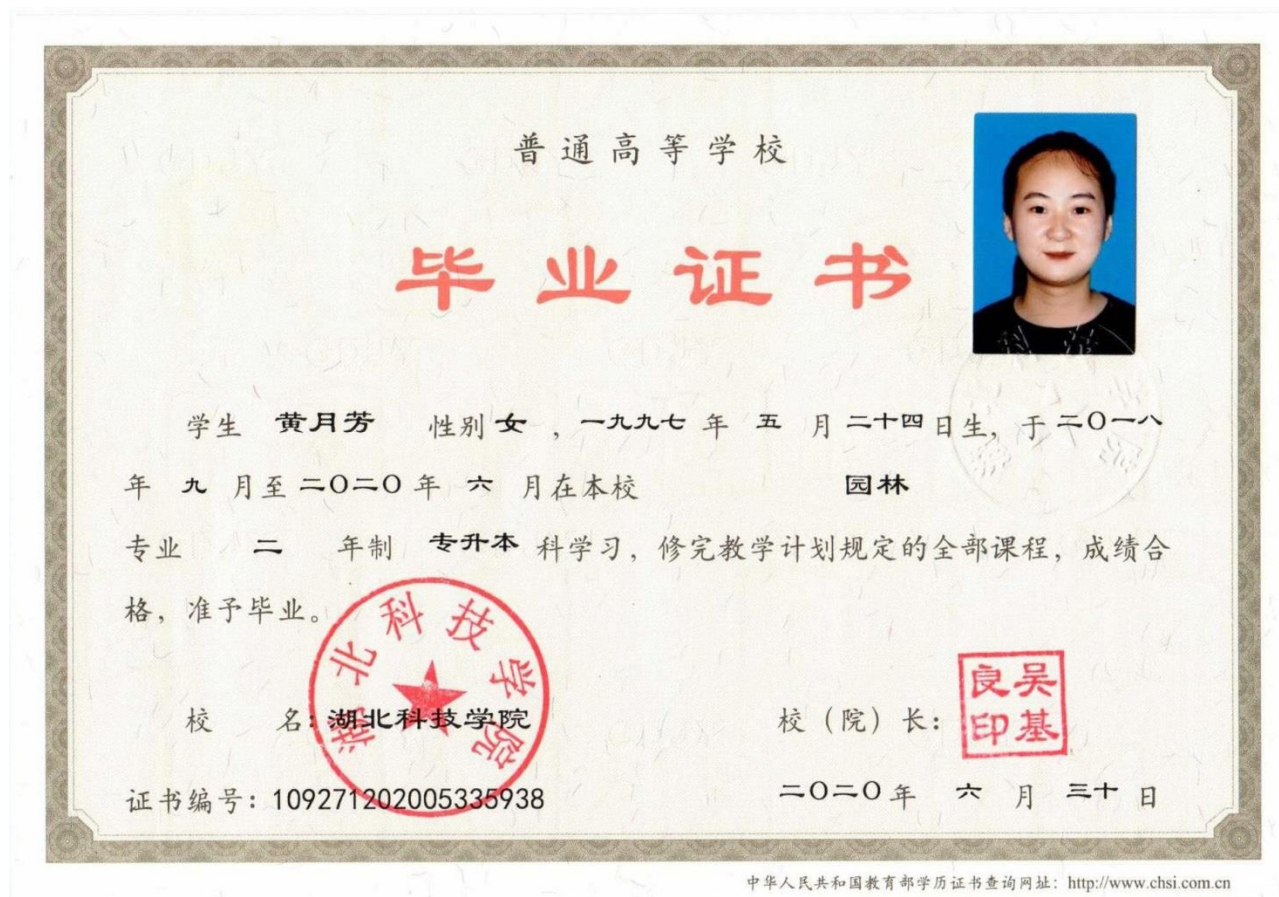 普通高等学校
毕业证书
学生 黄月芳 性别 女 ，一九九七 年 五 月 二十四 日生，于 二〇一八
年 九 月至 二〇二〇 年 六 月在本校 园林
专业 二 年制 专升本 科学习，修完教学计划规定的全部课程，成绩合
格，准予毕业。
湖北科技学院
校 名：湖北科技学院 校（院）长：
吴基良印
证书编号：109271202005335938 二〇二〇 年 六 月 三十 日
中华人民共和国教育部学历证书查询网址：http://www.chsi.com.cn